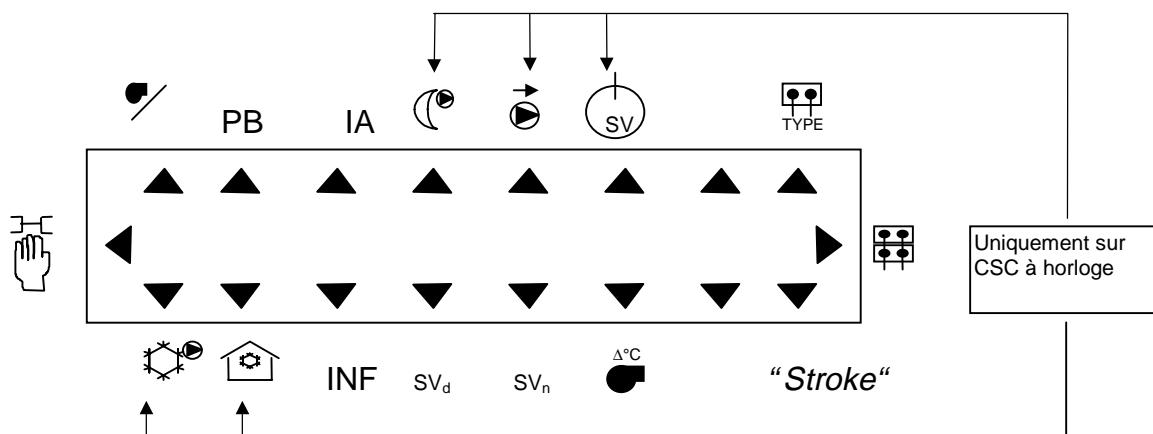 PB
IA
SV
TYPE
Uniquement sur
CSC à horloge
Δ°C
INF
SVd
SVn
“Stroke“